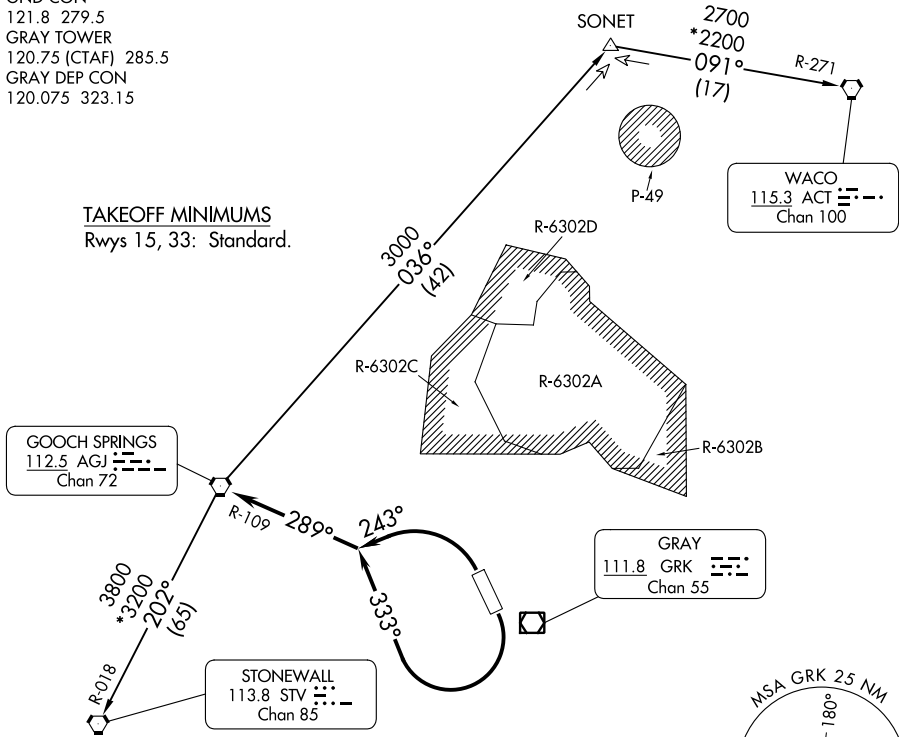 121.8 279.5
GRAY TOWER
120.75 (CTAF) 285.5
GRAY DEP CON
120.075 323.15
SONET
2700
*2200
091°
(17)
R-271
P-49
WACO
115.3 ACT
Chan 100
TAKEOFF MINIMUMS
Rwys 15, 33: Standard.
3000
036°
(42)
R-6302D
R-6302C
R-6302A
R-6302B
GOOCH SPRINGS
112.5 AGJ
Chan 72
R-109
289°
243°
333°
GRAY
111.8 GRK
Chan 55
3800
*3200
202°
(65)
R-018
STONEWALL
113.8 STV
Chan 85
MSA GRK 25 NM
180°